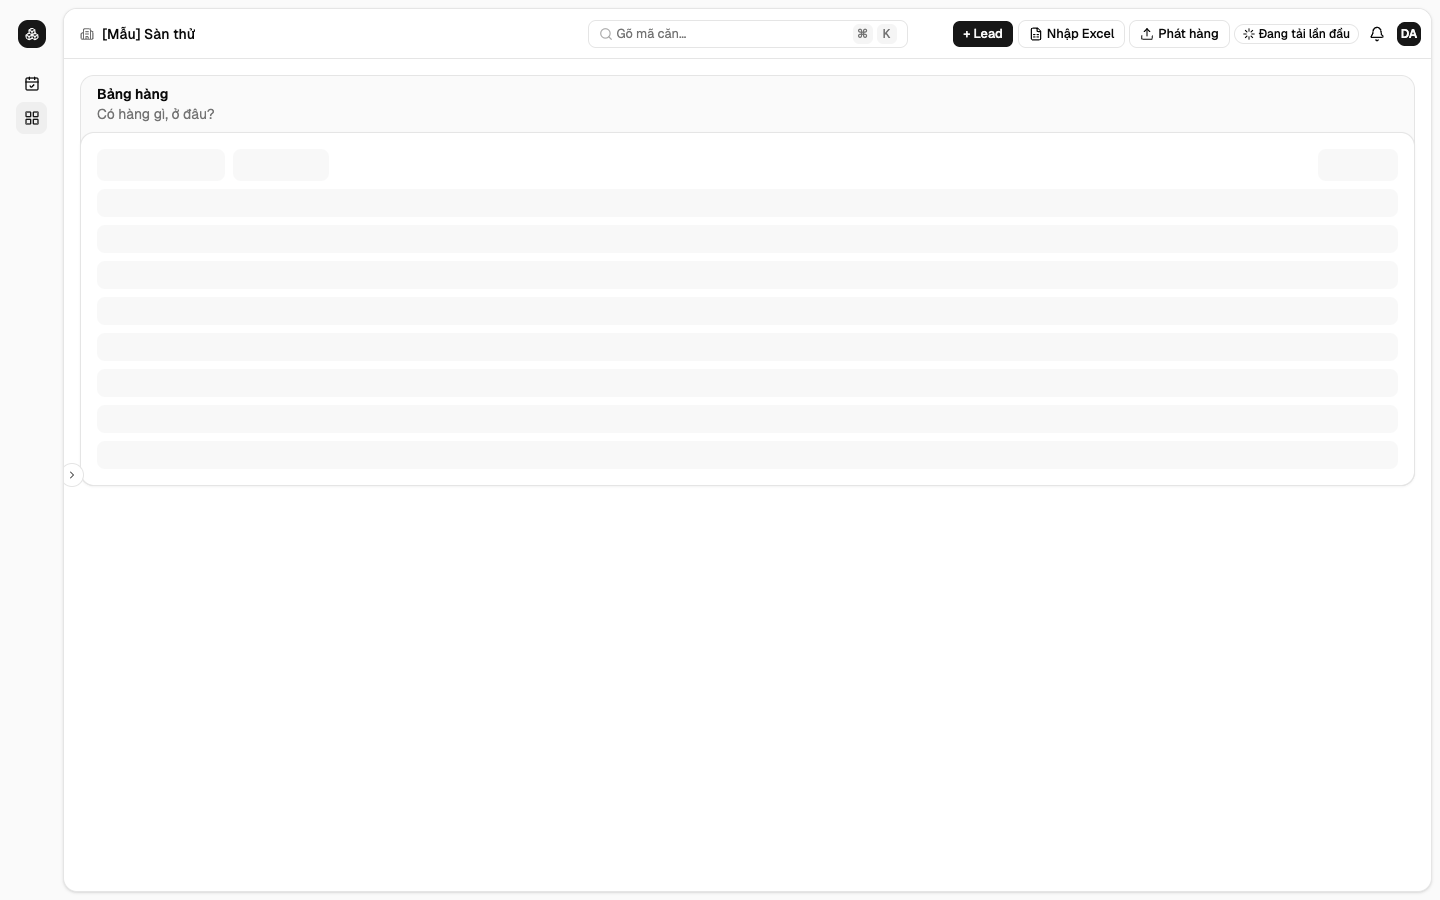 [Mẫu] Sàn thử
Gõ mã căn... ⌘ K
+ Lead
Nhập Excel
Phát hàng
Đang tải lần đầu
DA
Bảng hàng
Có hàng gì, ở đâu?